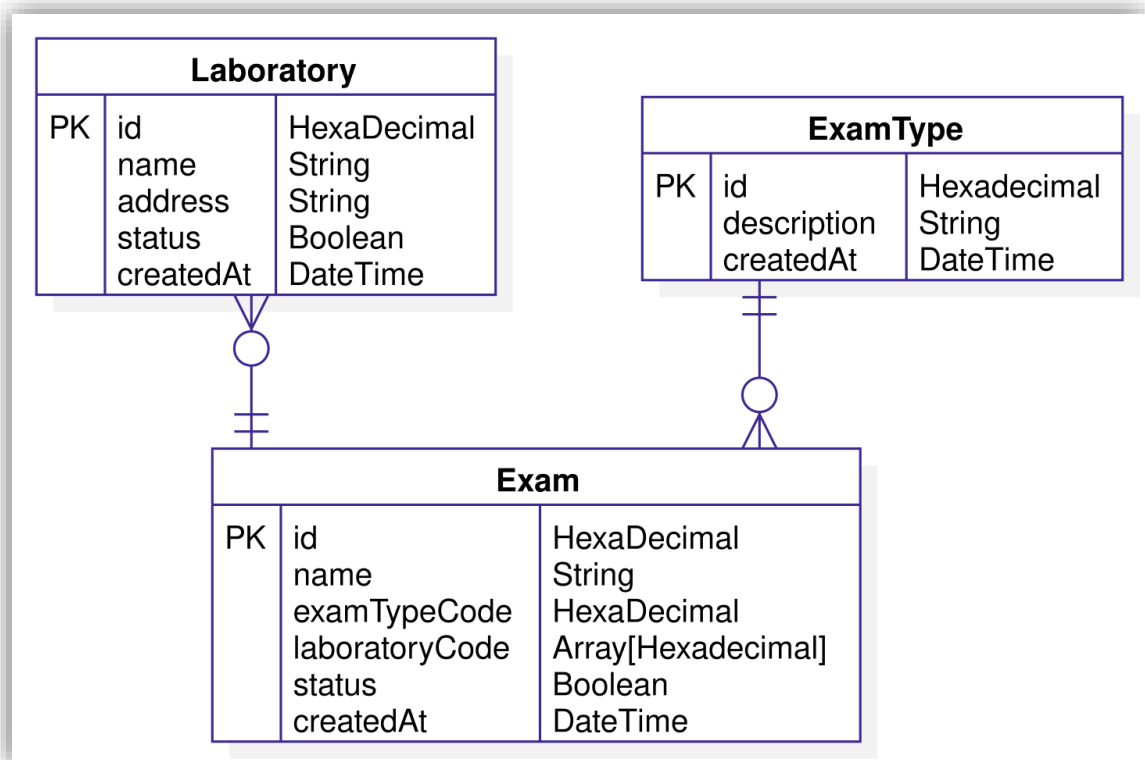 Laboratory
PK id HexaDecimal
name String
address String
status Boolean
createdAt DateTime
ExamType
PK id Hexadecimal
description String
createdAt DateTime
Exam
PK id HexaDecimal
name String
examTypeCode HexaDecimal
laboratoryCode Array[Hexadecimal]
status Boolean
createdAt DateTime